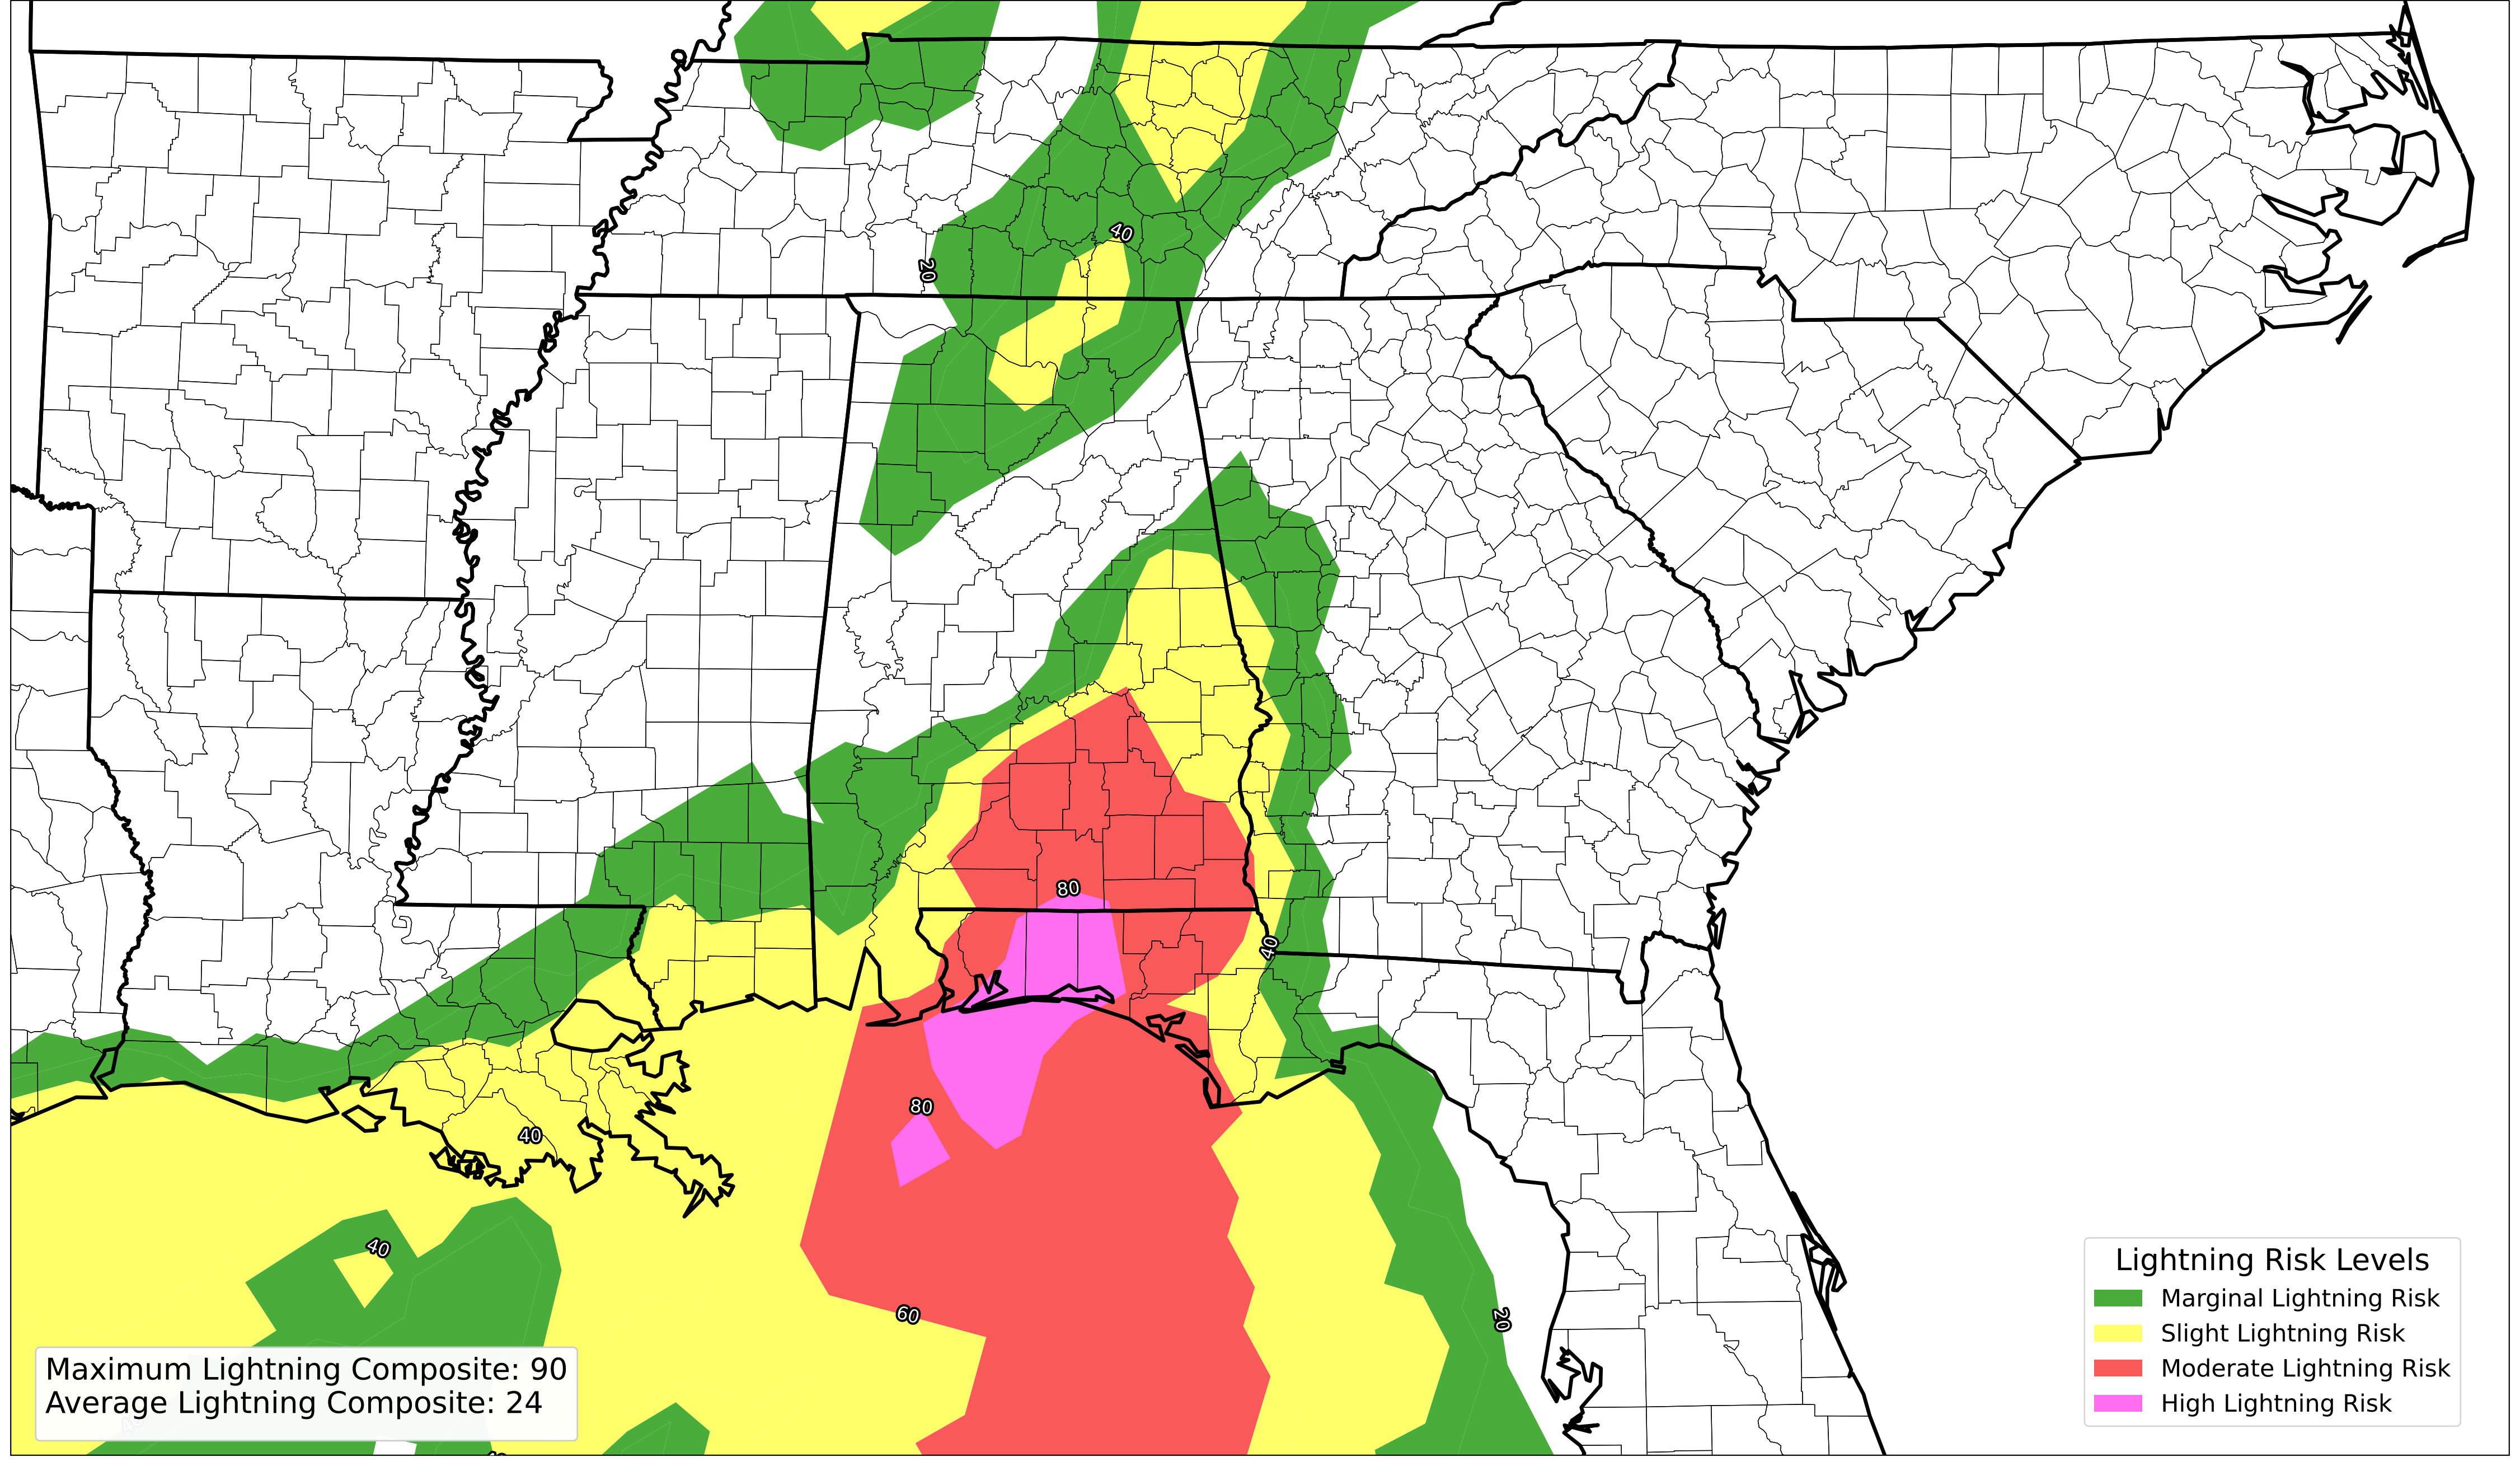 40
20
80
40
80
40
40
60
20
Lightning Risk Levels
Marginal Lightning Risk
Slight Lightning Risk
Moderate Lightning Risk
High Lightning Risk
Maximum Lightning Composite: 90
Average Lightning Composite: 24